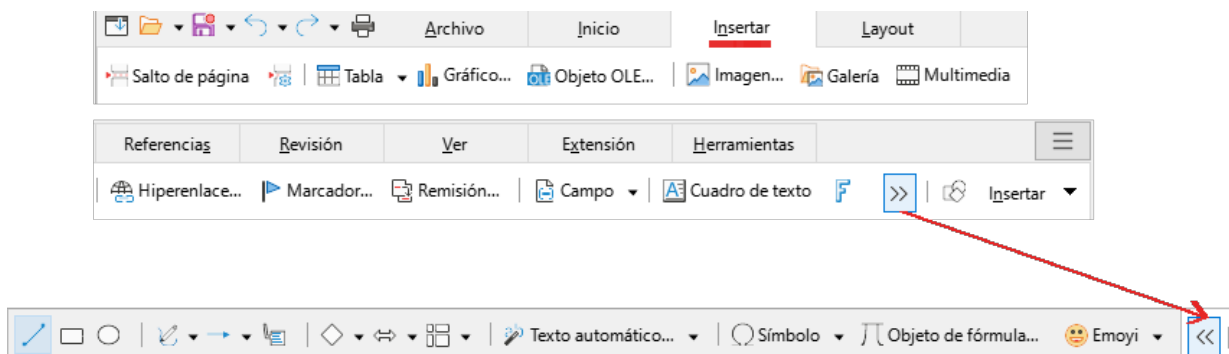 Archivo Inicio Insertar Layout
Salto de página Tabla Gráfico... OLE Objeto OLE... Imagen... Galería Multimedia
Referencias Revisión Ver Extensión Herramientas
Hiperenlace... Marcador... Remisión... Campo Cuadro de texto Insertar
Texto automático... Símbolo Objeto de fórmula... Emoyi